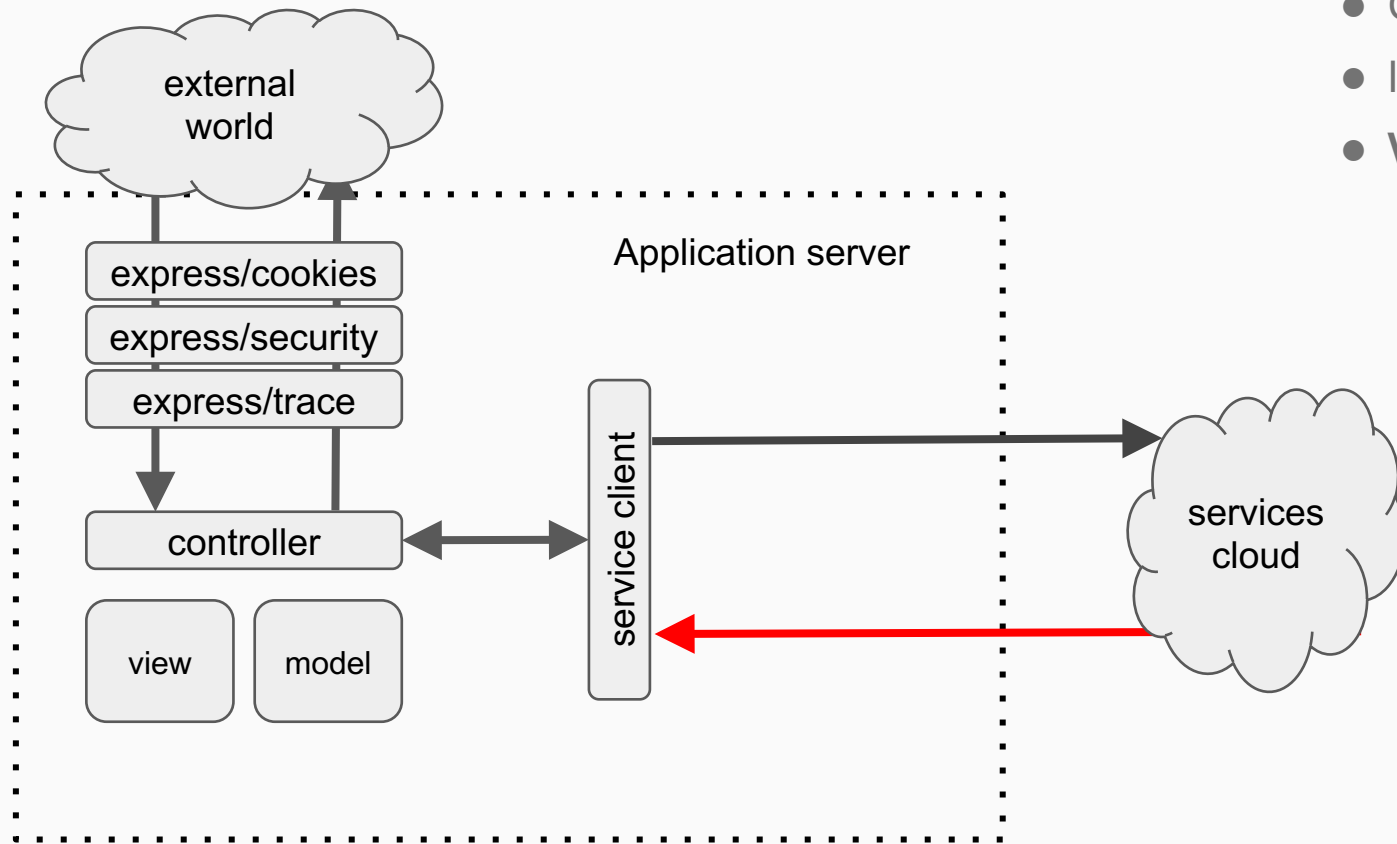 external
world
Application server
express/cookies
express/security
express/trace
service client
controller
services
cloud
view
model